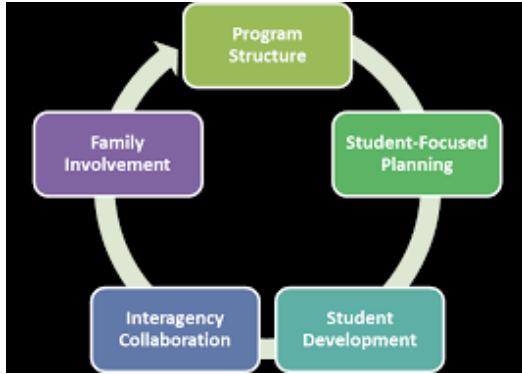 Program
Structure
Student-Focused
Planning
Student
Development
Interagency
Collaboration
Family
Involvement